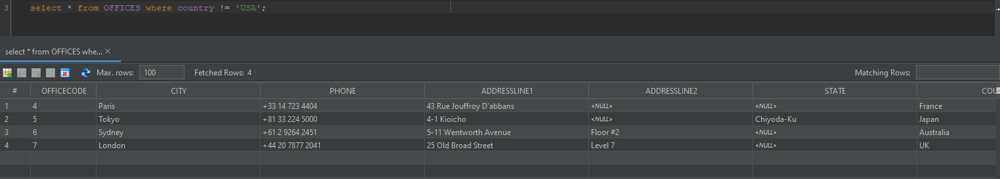 3 select * from OFFICES where country != 'USA';
select * from OFFICES whe...
Max. rows: 100 Fetched Rows: 4 Matching Rows:
# OFFICECODE CITY PHONE ADDRESSLINE1 ADDRESSLINE2 STATE COU
1 4 Paris +33 14 723 4404 43 Rue Jouffroy D'abbans <NULL> <NULL> France
2 5 Tokyo +81 33 224 5000 4-1 Kioicho <NULL> Chiyoda-Ku Japan
3 6 Sydney +61 2 9264 2451 5-11 Wentworth Avenue Floor #2 <NULL> Australia
4 7 London +44 20 7877 2041 25 Old Broad Street Level 7 <NULL> UK